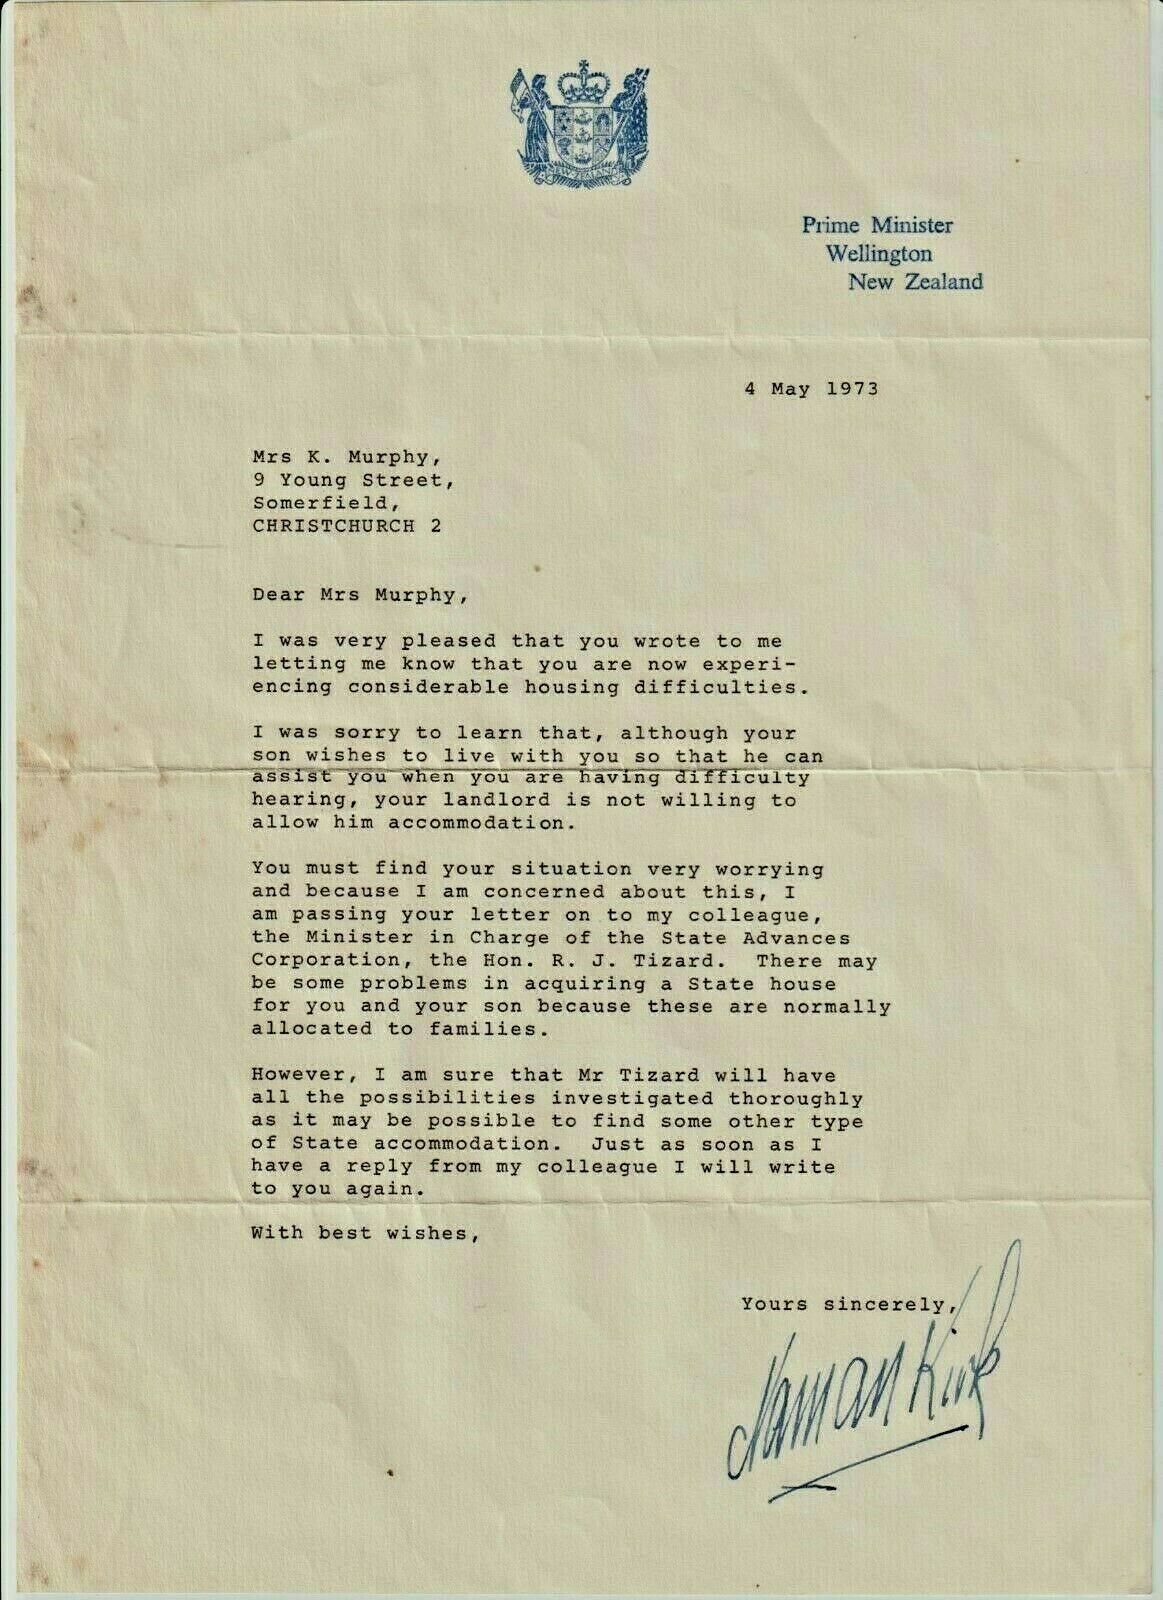 NEW ZEALAND
Prime Minister
Wellington
New Zealand
4 May 1973
Mrs K. Murphy,
9 Young Street,
Somerfield,
CHRISTCHURCH 2
Dear Mrs Murphy,
I was very pleased that you wrote to me
letting me know that you are now experi-
encing considerable housing difficulties.
I was sorry to learn that, although your
son wishes to live with you so that he can
assist you when you are having difficulty
hearing, your landlord is not willing to
allow him accommodation.
You must find your situation very worrying
and because I am concerned about this, I
am passing your letter on to my colleague,
the Minister in Charge of the State Advances
Corporation, the Hon. R. J. Tizard.  There may
be some problems in acquiring a State house
for you and your son because these are normally
allocated to families.
However, I am sure that Mr Tizard will have
all the possibilities investigated thoroughly
as it may be possible to find some other type
of State accommodation.  Just as soon as I
have a reply from my colleague I will write
to you again.
With best wishes,
Yours sincerely,
Norman Kirk